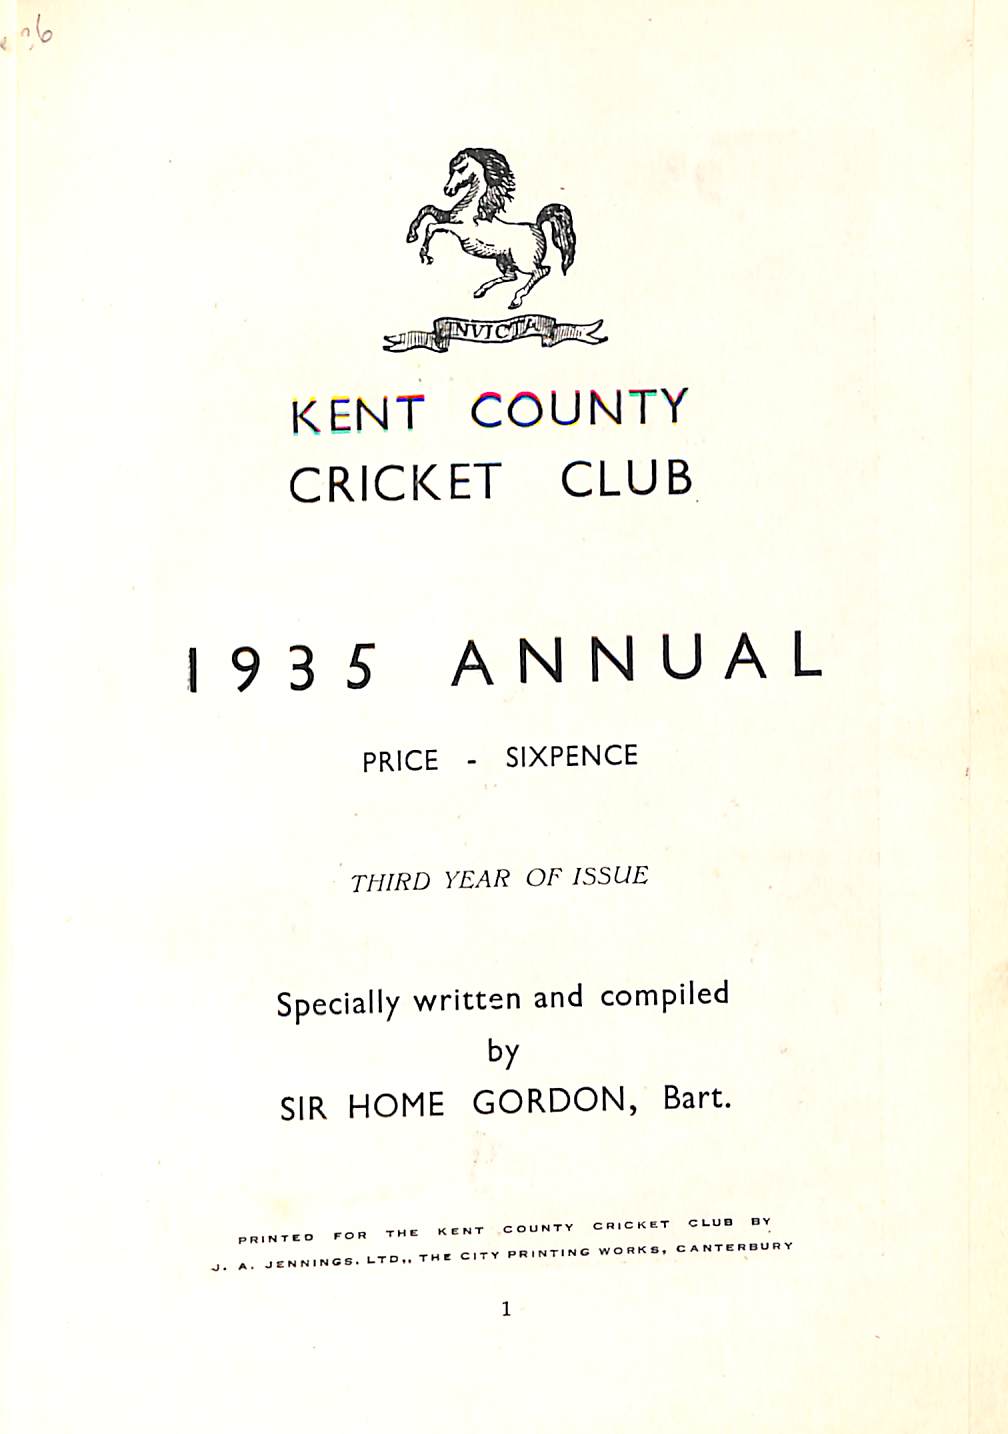 INVICTA
KENT COUNTY
CRICKET CLUB
1935 ANNUAL
PRICE - SIXPENCE
THIRD YEAR OF ISSUE
Specially written and compiled
by
SIR HOME GORDON, Bart.
PRINTED FOR THE KENT COUNTY CRICKET CLUB BY
J. A. JENNINGS. LTD., THE CITY PRINTING WORKS, CANTERBURY
1